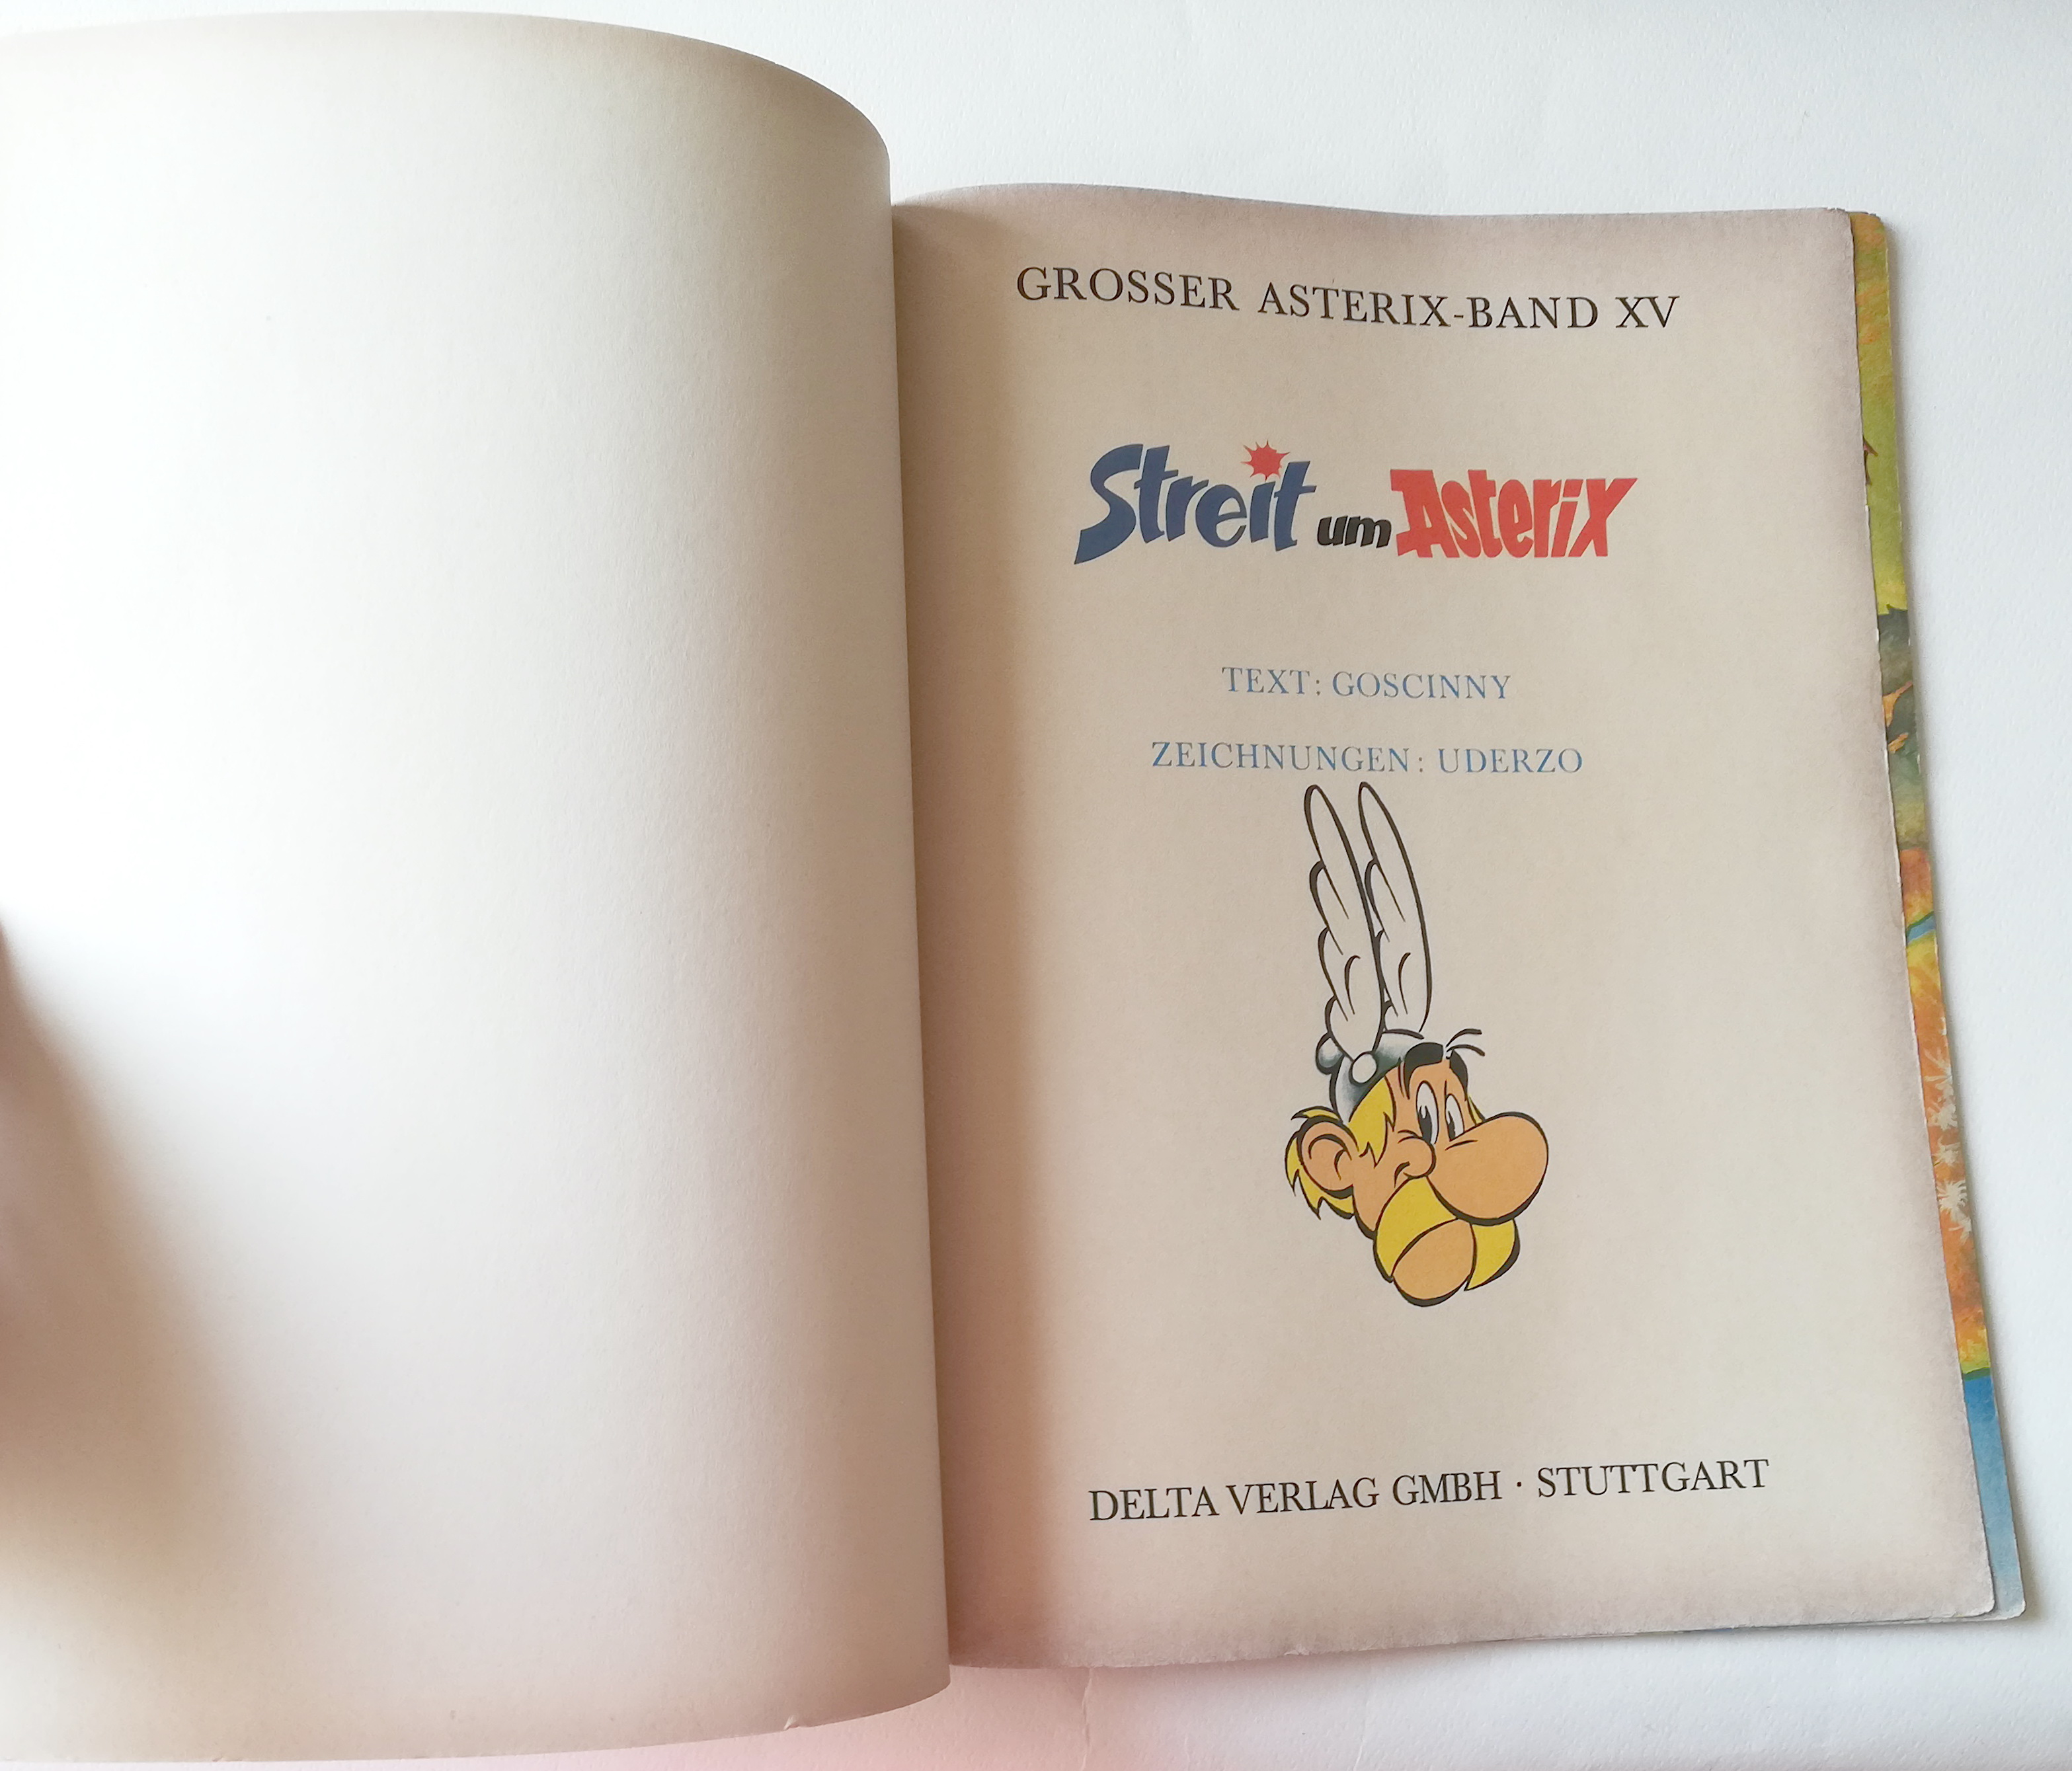 GROSSER ASTERIX-BAND XV
Streit um Asterix
TEXT: GOSCINNY
ZEICHNUNGEN: UDERZO
DELTA VERLAG GMBH · STUTTGART